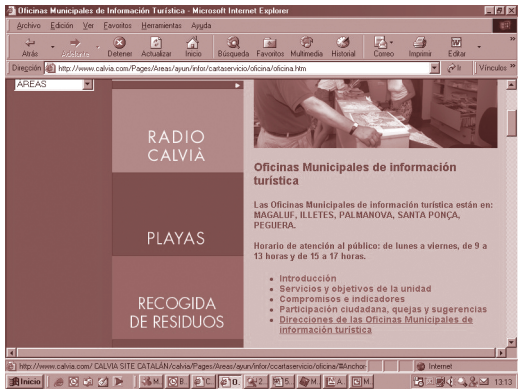 Oficinas Municipales de Información Turística - Microsoft Internet Explorer
Archivo Edición Ver Favoritos Herramientas Ayuda
Atrás Adelante Detener Actualizar Inicio Búsqueda Favoritos Multimedia Historial Correo Imprimir Editar
Dirección http://www.calvia.com/Pages/Areas/ayun/infor/cartaservicio/oficina/oficina.htm Ir Vínculos »
AREAS
RADIO
CALVIÀ
PLAYAS
RECOGIDA
DE RESIDUOS
Oficinas Municipales de información
turística
Las Oficinas Municipales de información turística están en:
MAGALUF, ILLETES, PALMANOVA, SANTA PONÇA,
PEGUERA.
Horario de atención al público: de lunes a viernes, de 9 a
13 horas y de 15 a 17 horas.
• Introducción
• Servicios y objetivos de la unidad
• Compromisos e indicadores
• Participación ciudadana, quejas y sugerencias
• Direcciones de las Oficinas Municipales de
información turística
http://www.calvia.com/ CALVIA SITE CATALÁN/calvia/Pages/Areas/ayun/infor/ccartaservicio/oficina/#Anchor Internet
Inicio 13:12